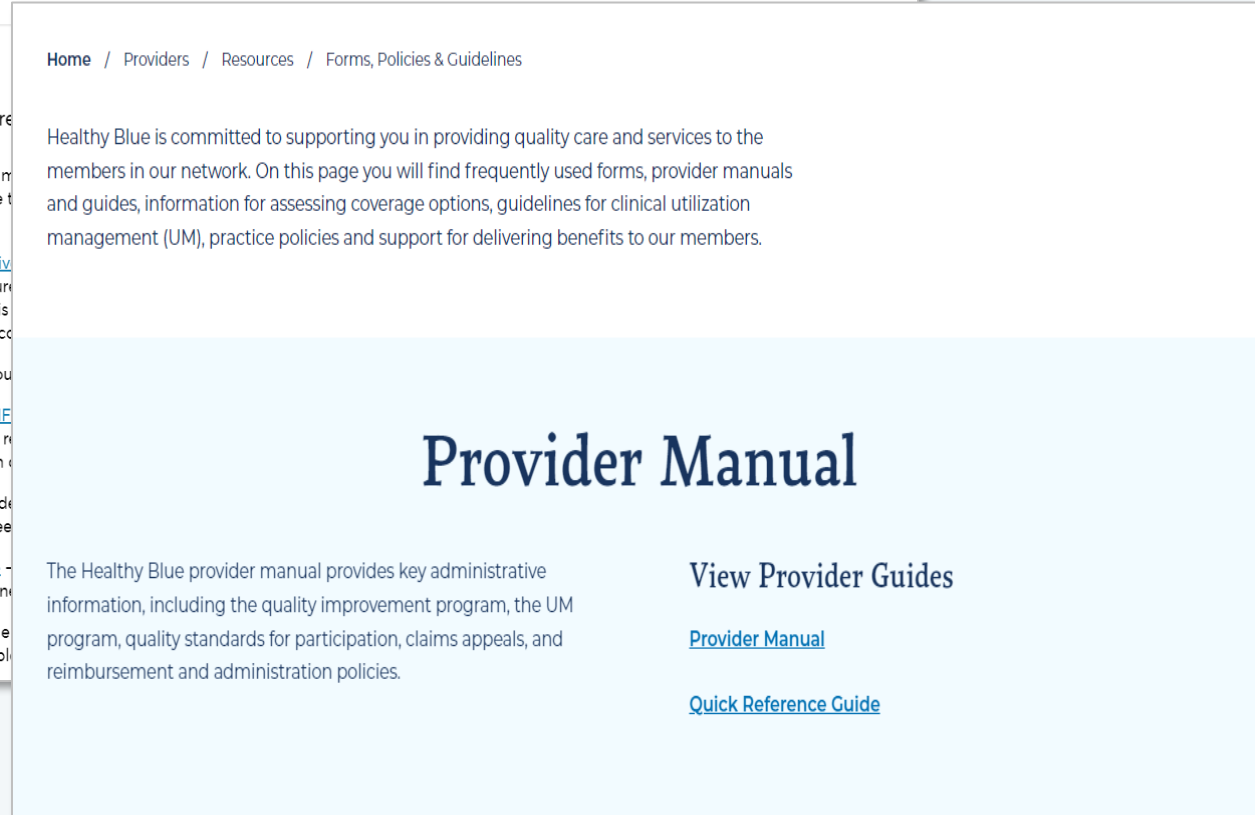 Home / Providers / Resources / Forms, Policies & Guidelines
Healthy Blue is committed to supporting you in providing quality care and services to the
members in our network. On this page you will find frequently used forms, provider manuals
and guides, information for assessing coverage options, guidelines for clinical utilization
management (UM), practice policies and support for delivering benefits to our members.
Provider Manual
The Healthy Blue provider manual provides key administrative
information, including the quality improvement program, the UM
program, quality standards for participation, claims appeals, and
reimbursement and administration policies.
View Provider Guides
Provider Manual
Quick Reference Guide